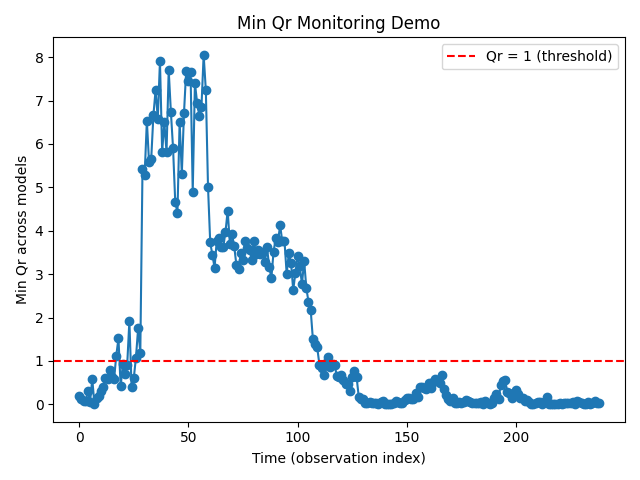 Min Qr Monitoring Demo
Qr = 1 (threshold)
Min Qr across models
8
7
6
5
4
3
2
1
0
0 50 100 150 200
Time (observation index)